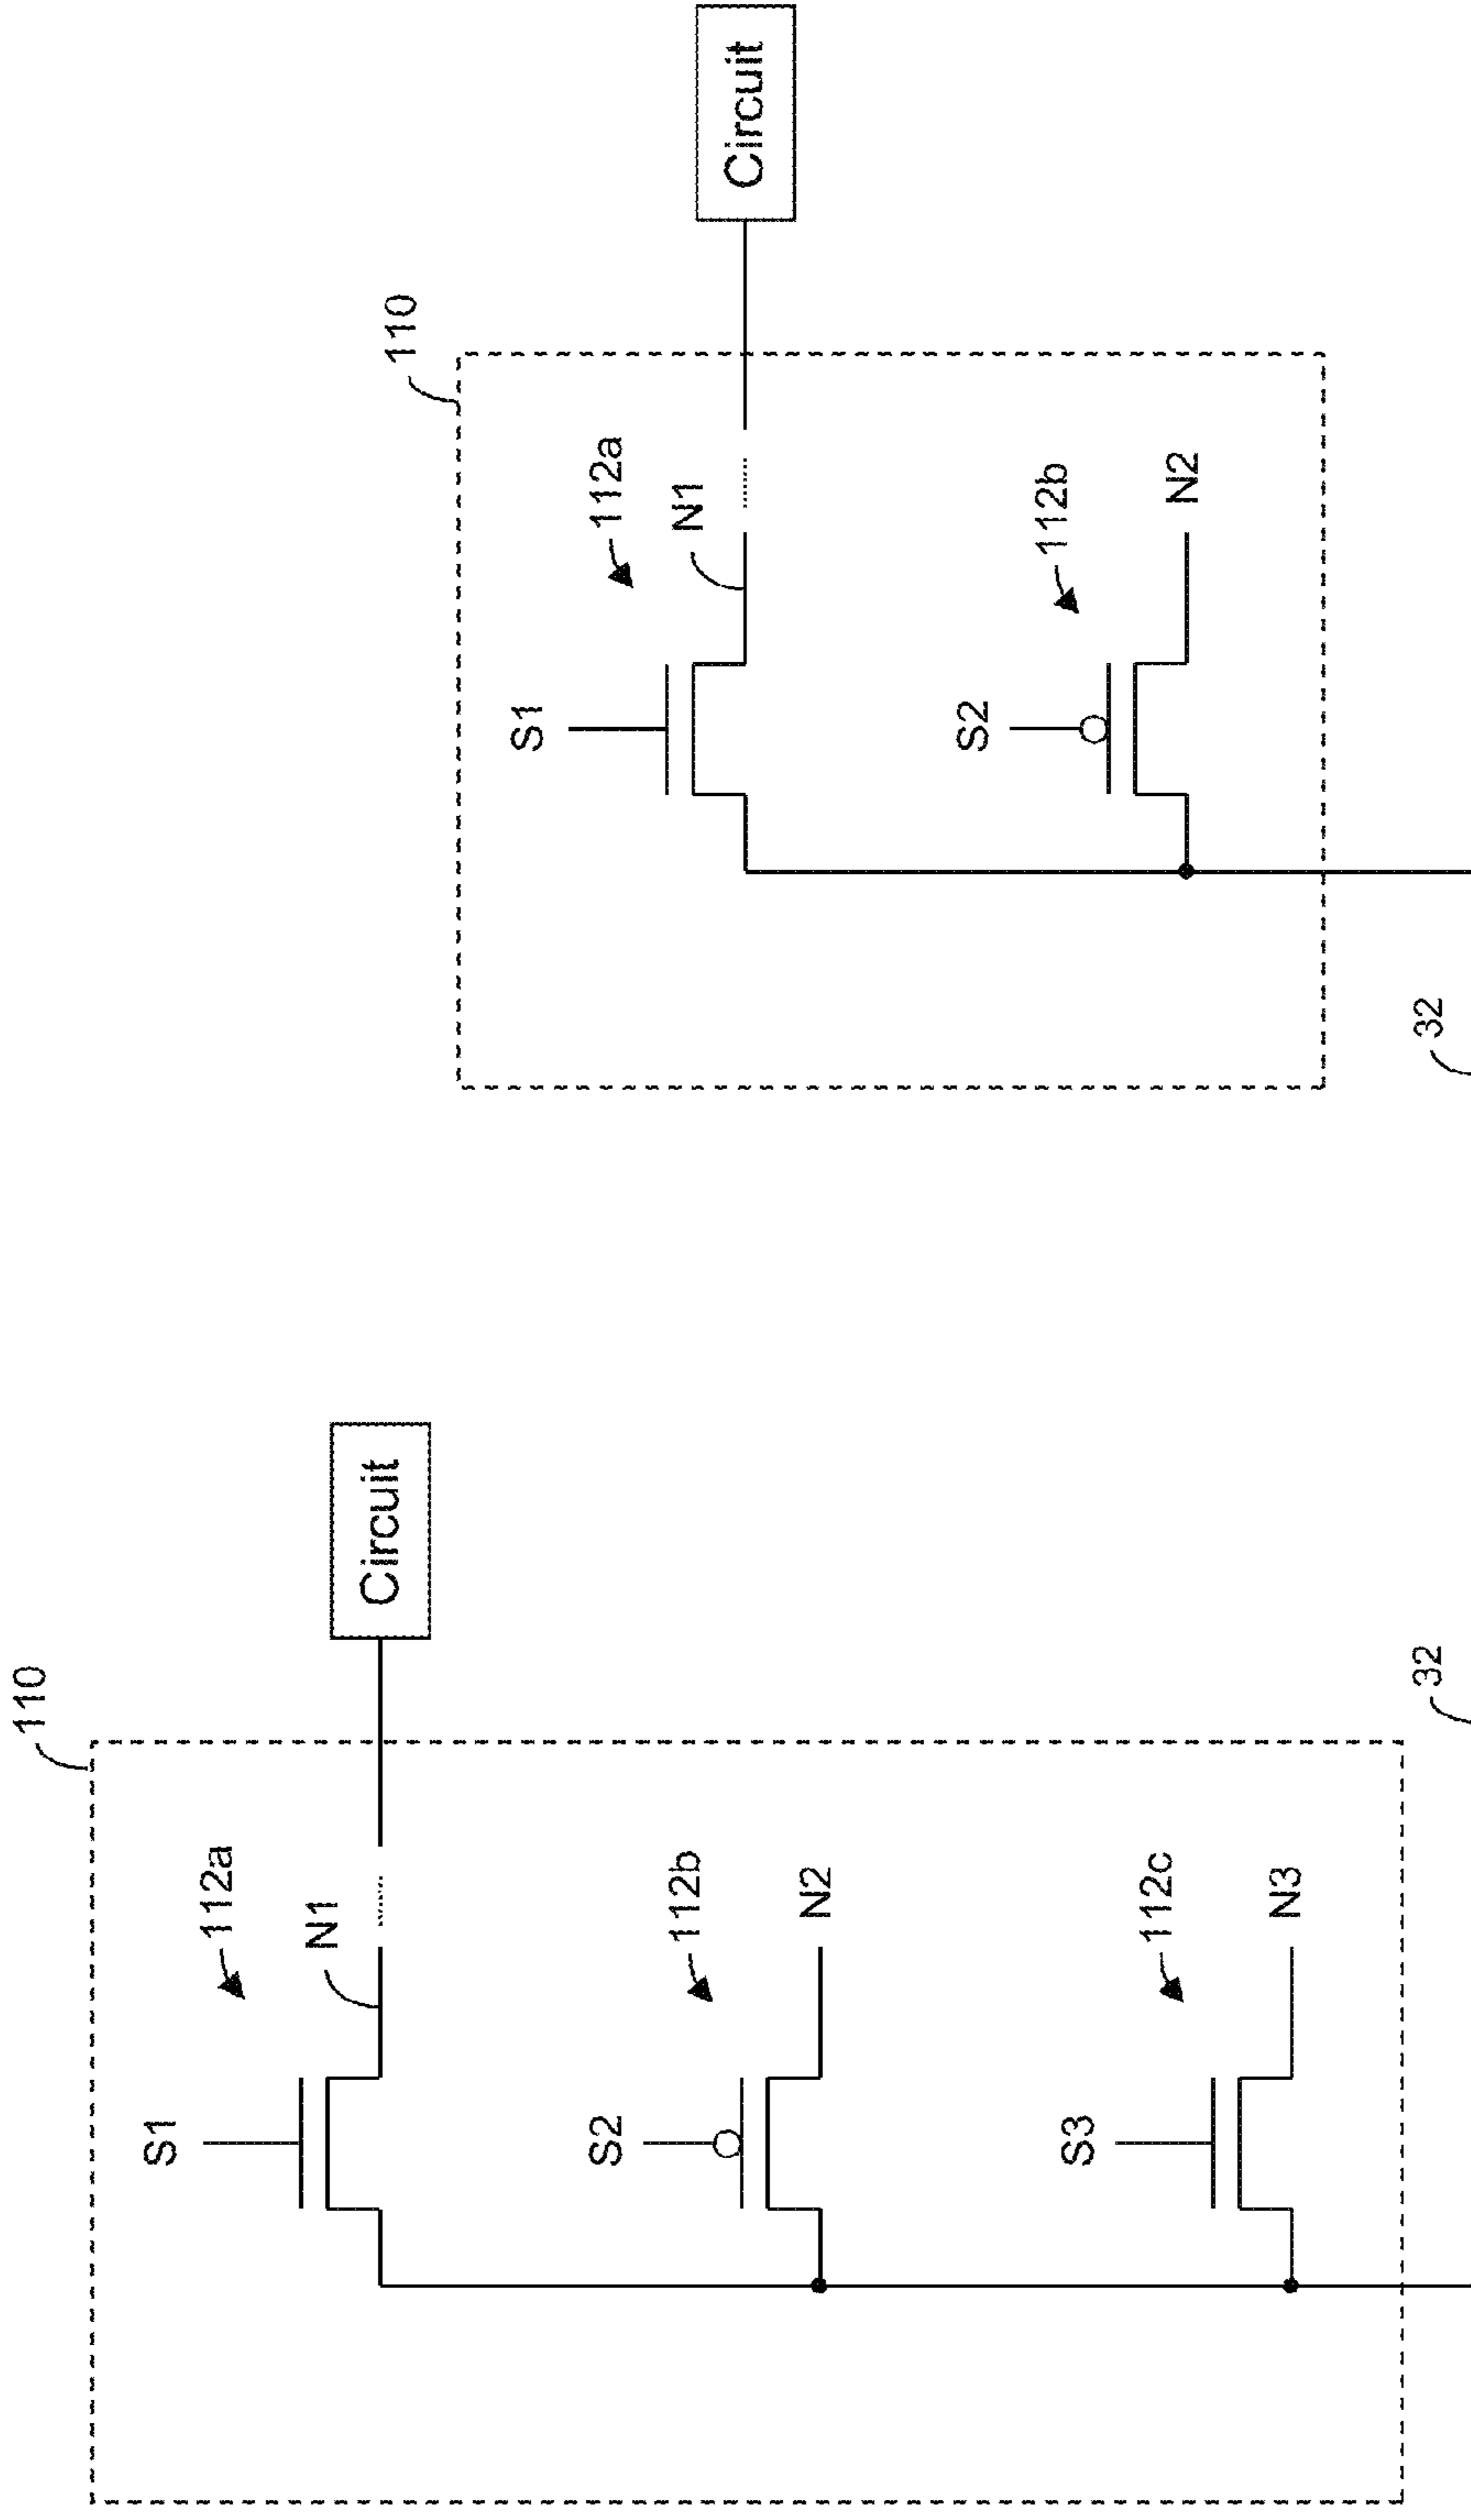 110
S1
112a
N1
Circuit
S2
112b
N2
S3
112c
N3
32
110
S1
112a
N1
Circuit
S2
112b
N2
32